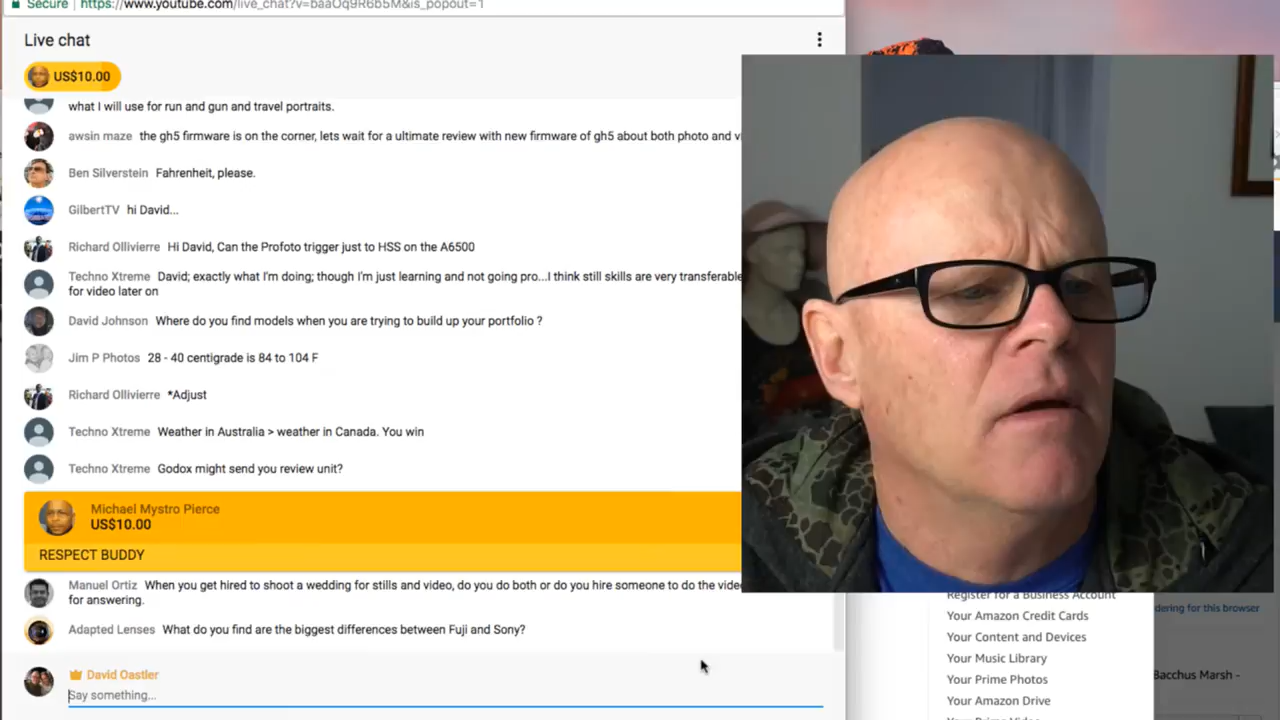 Secure https://www.youtube.com/live_chat?v=baaOq9R6b5M&is_popout=1
Live chat
US$10.00
what I will use for run and gun and travel portraits.
awsin maze the gh5 firmware is on the corner, lets wait for a ultimate review with new firmware of gh5 about both photo and v
Ben Silverstein Fahrenheit, please.
GilbertTV hi David...
Richard Ollivierre Hi David, Can the Profoto trigger just to HSS on the A6500
Techno Xtreme David; exactly what I'm doing; though I'm just learning and not going pro...I think still skills are very transferable
for video later on
David Johnson Where do you find models when you are trying to build up your portfolio ?
Jim P Photos 28 - 40 centigrade is 84 to 104 F
Richard Ollivierre *Adjust
Techno Xtreme Weather in Australia > weather in Canada. You win
Techno Xtreme Godox might send you review unit?
Michael Mystro Pierce
US$10.00
RESPECT BUDDY
Manuel Ortiz When you get hired to shoot a wedding for stills and video, do you do both or do you hire someone to do the video
for answering.
Adapted Lenses What do you find are the biggest differences between Fuji and Sony?
David Oastler
Say something...
Register for a Business Account
Your Amazon Credit Cards
Your Content and Devices
Your Music Library
Your Prime Photos
Your Amazon Drive
Your Prime Video
dering for this browser
Bacchus Marsh -